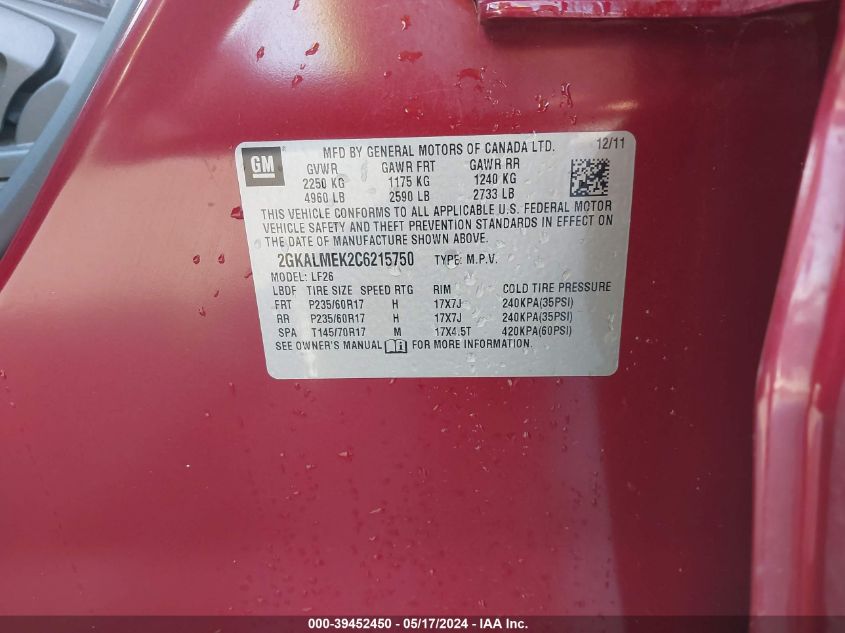 GM
MFD BY GENERAL MOTORS OF CANADA LTD. 12/11
GVWR GAWR FRT GAWR RR
2250 KG 1175 KG 1240 KG
4960 LB 2590 LB 2733 LB
THIS VEHICLE CONFORMS TO ALL APPLICABLE U.S. FEDERAL MOTOR
VEHICLE SAFETY AND THEFT PREVENTION STANDARDS IN EFFECT ON
THE DATE OF MANUFACTURE SHOWN ABOVE.
2GKALMEK2C6215750 TYPE: M.P.V.
MODEL: LF26
LBDF TIRE SIZE SPEED RTG RIM COLD TIRE PRESSURE
FRT P235/60R17 H 17X7J 240KPA(35PSI)
RR P235/60R17 H 17X7J 240KPA(35PSI)
SPA T145/70R17 M 17X4.5T 420KPA(60PSI)
SEE OWNER'S MANUAL FOR MORE INFORMATION.
000-39452450 - 05/17/2024 - IAA Inc.